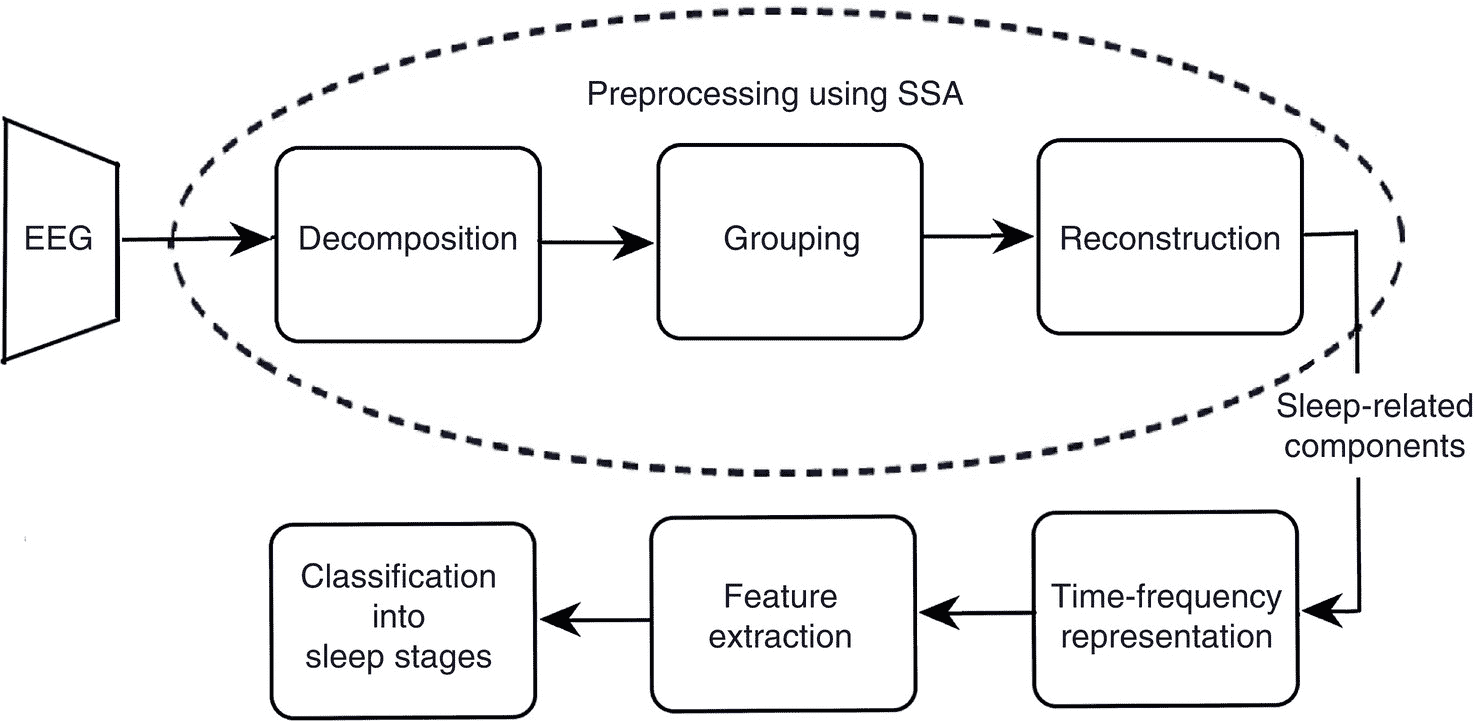 Preprocessing using SSA
EEG
Decomposition
Grouping
Reconstruction
Sleep-related
components
Time-frequency
representation
Feature
extraction
Classification
into
sleep stages